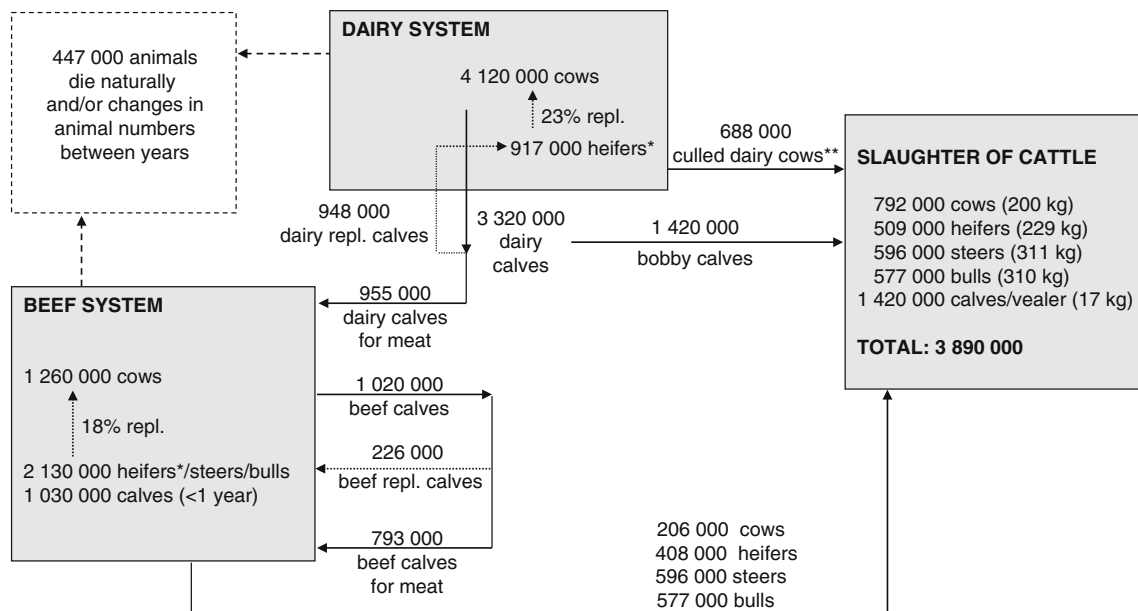 447 000 animals
die naturally
and/or changes in
animal numbers
between years
DAIRY SYSTEM
4 120 000 cows
23% repl.
917 000 heifers*
688 000
culled dairy cows**
948 000
dairy repl. calves
3 320 000
dairy
calves
1 420 000
bobby calves
955 000
dairy calves
for meat
SLAUGHTER OF CATTLE
792 000 cows (200 kg)
509 000 heifers (229 kg)
596 000 steers (311 kg)
577 000 bulls (310 kg)
1 420 000 calves/vealer (17 kg)
TOTAL: 3 890 000
BEEF SYSTEM
1 260 000 cows
18% repl.
2 130 000 heifers*/steers/bulls
1 030 000 calves (<1 year)
1 020 000
beef calves
226 000
beef repl. calves
793 000
beef calves
for meat
206 000 cows
408 000 heifers
596 000 steers
577 000 bulls